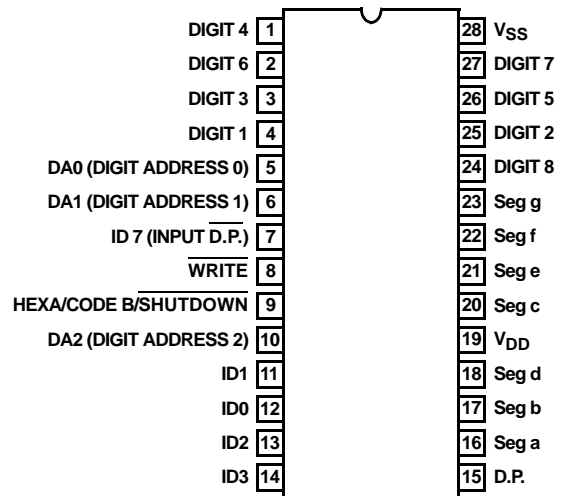 DIGIT 4 1 28 VSS
DIGIT 6 2 27 DIGIT 7
DIGIT 3 3 26 DIGIT 5
DIGIT 1 4 25 DIGIT 2
DA0 (DIGIT ADDRESS 0) 5 24 DIGIT 8
DA1 (DIGIT ADDRESS 1) 6 23 Seg g
ID 7 (INPUT D.P.) 7 22 Seg f
WRITE 8 21 Seg e
HEXA/CODE B/SHUTDOWN 9 20 Seg c
DA2 (DIGIT ADDRESS 2) 10 19 VDD
ID1 11 18 Seg d
ID0 12 17 Seg b
ID2 13 16 Seg a
ID3 14 15 D.P.